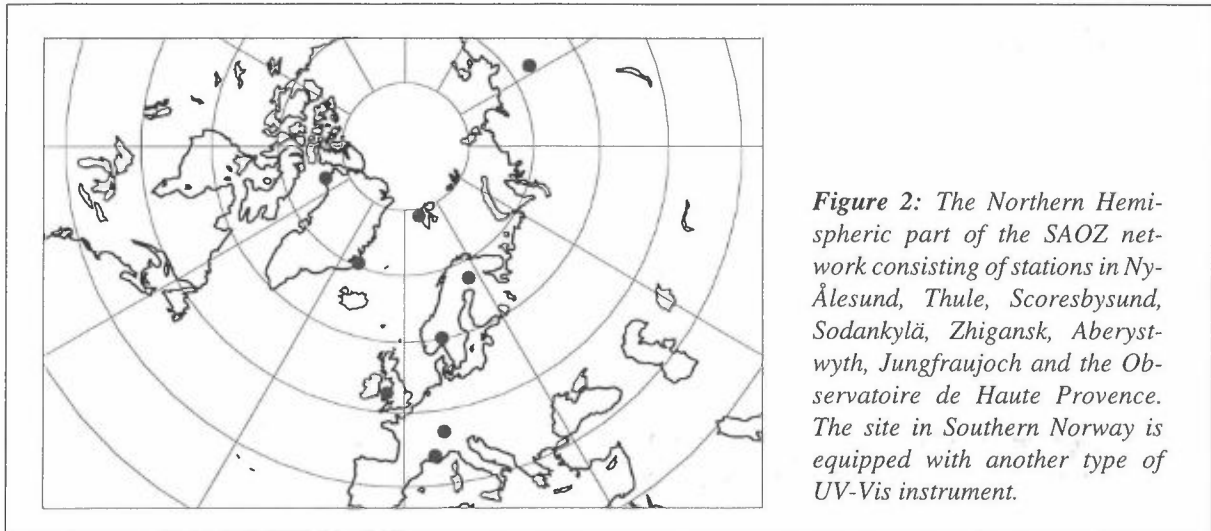 Figure 2: The Northern Hemi-
spheric part of the SAOZ net-
work consisting of stations in Ny-
Ålesund, Thule, Scoresbysund,
Sodankylä, Zhigansk, Aberyst-
wyth, Jungfraujoch and the Ob-
servatoire de Haute Provence.
The site in Southern Norway is
equipped with another type of
UV-Vis instrument.